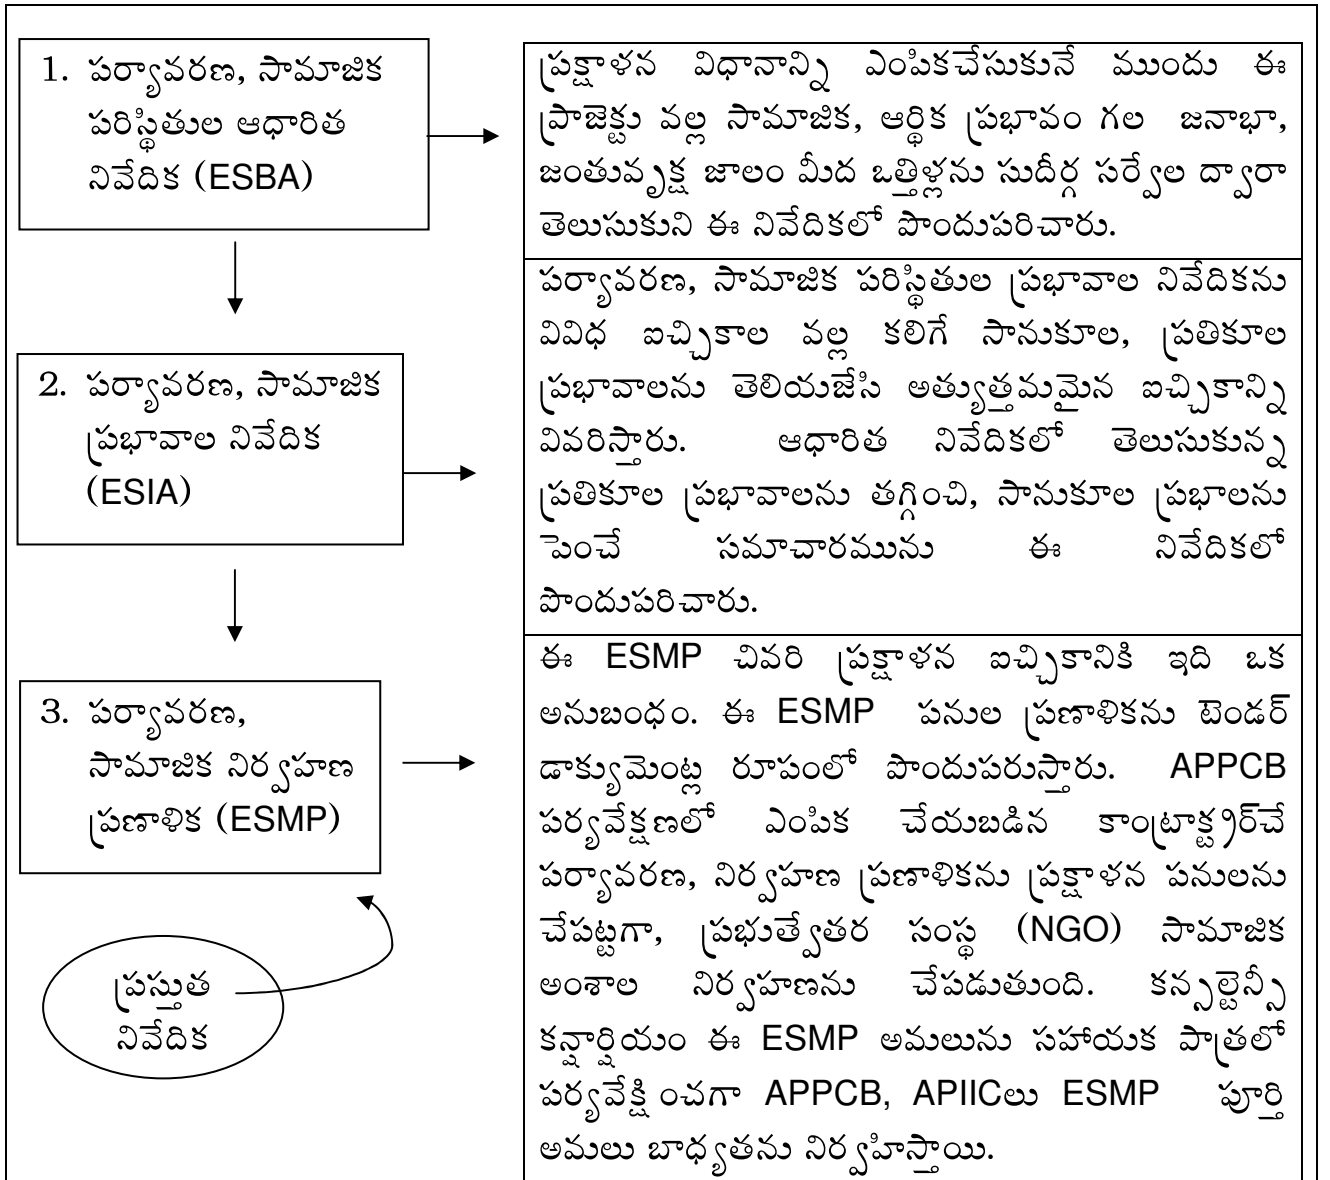 1. పర్యావరణ, సామాజిక
పరిస్థితుల ఆధారిత
నివేదిక (ESBA)
ప్రక్షాళన విధానాన్ని ఎంపికచేసుకునే ముందు ఈ
ప్రాజెక్టు వల్ల సామాజిక, ఆర్థిక ప్రభావం గల జనాభా,
జంతువృక్ష జాలం మీద ఒత్తిళ్లను సుదీర్ఘ సర్వేల ద్వారా
తెలుసుకుని ఈ నివేదికలో పొందుపరిచారు.
2. పర్యావరణ, సామాజిక
ప్రభావాల నివేదిక
(ESIA)
పర్యావరణ, సామాజిక పరిస్థితుల ప్రభావాల నివేదికను
వివిధ ఐచ్చికాల వల్ల కలిగే సానుకూల, ప్రతికూల
ప్రభావాలను తెలియజేసి అత్యుత్తమమైన ఐచ్చికాన్ని
వివరిస్తారు. ఆధారిత నివేదికలో తెలుసుకున్న
ప్రతికూల ప్రభావాలను తగ్గించి, సానుకూల ప్రభాలను
పెంచే సమాచారమును ఈ నివేదికలో
పొందుపరిచారు.
3. పర్యావరణ,
సామాజిక నిర్వహణ
ప్రణాళిక (ESMP)
ప్రస్తుత
నివేదిక
ఈ ESMP చివరి ప్రక్షాళన ఐచ్చికానికి ఇది ఒక
అనుబంధం. ఈ ESMP పనుల ప్రణాళికను టెండర్
డాక్యుమెంట్ల రూపంలో పొందుపరుస్తారు. APPCB
పర్యవేక్షణలో ఎంపిక చేయబడిన కాంట్రాక్ట్ర్‌చే
పర్యావరణ, నిర్వహణ ప్రణాళికను ప్రక్షాళన పనులను
చేపట్టగా, ప్రభుత్వేతర సంస్థ (NGO) సామాజిక
అంశాల నిర్వహణను చేపడుతుంది. కన్సల్టెన్సీ
కన్షార్షియం ఈ ESMP అమలును సహాయక పాత్రలో
పర్యవేక్షించగా APPCB, APIICలు ESMP పూర్తి
అమలు బాధ్యతను నిర్వహిస్తాయి.